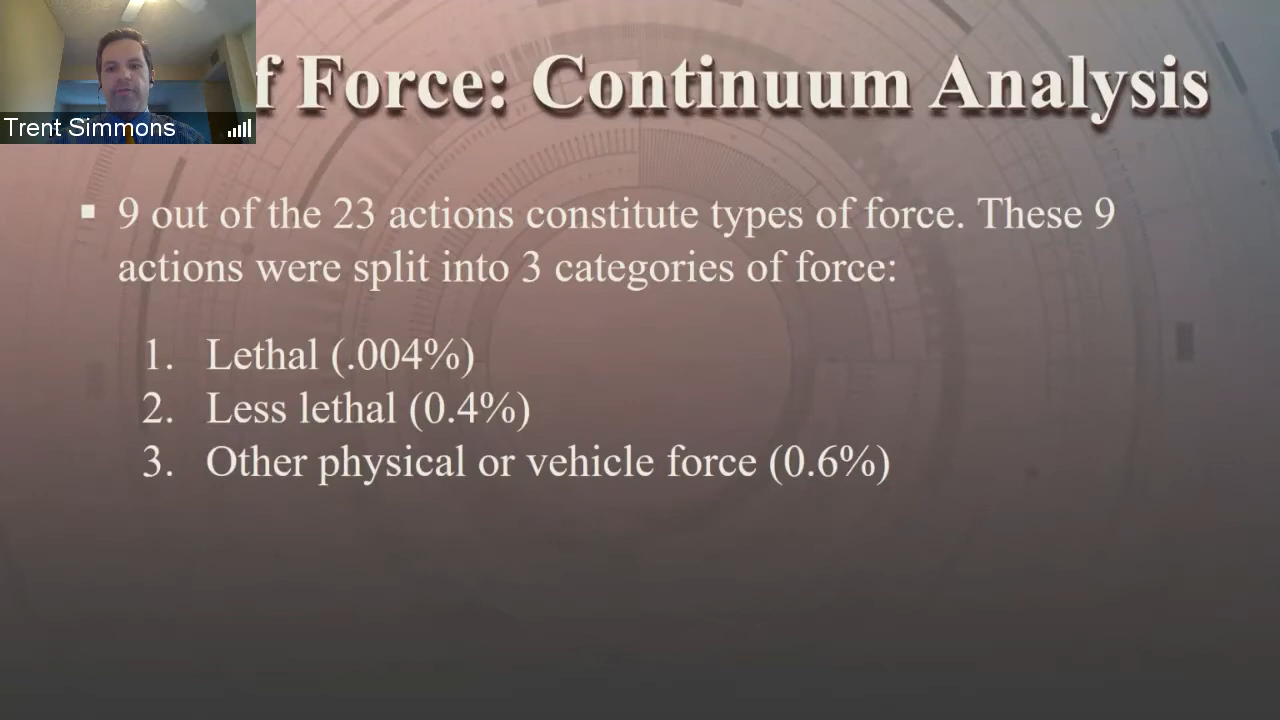 f Force: Continuum Analysis
Trent Simmons
▪ 9 out of the 23 actions constitute types of force. These 9
actions were split into 3 categories of force:
1. Lethal (.004%)
2. Less lethal (0.4%)
3. Other physical or vehicle force (0.6%)